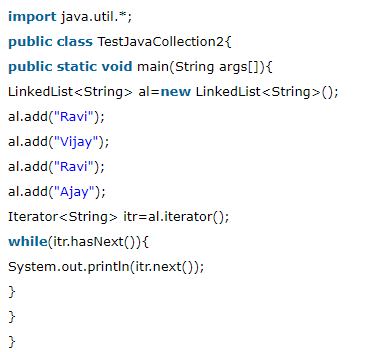 import java.util.*;
public class TestJavaCollection2{
public static void main(String args[]){
LinkedList<String> al=new LinkedList<String>();
al.add("Ravi");
al.add("Vijay");
al.add("Ravi");
al.add("Ajay");
Iterator<String> itr=al.iterator();
while(itr.hasNext()){
System.out.println(itr.next());
}
}
}